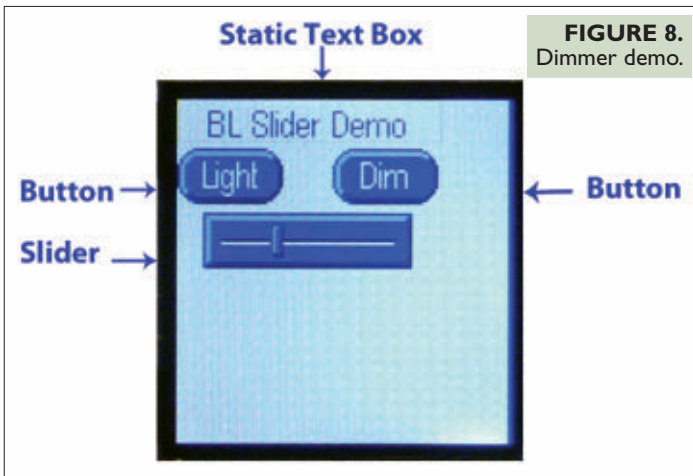 Static Text Box
FIGURE 8.
Dimmer demo.
BL Slider Demo
Light
Dim
Button
Button
Slider